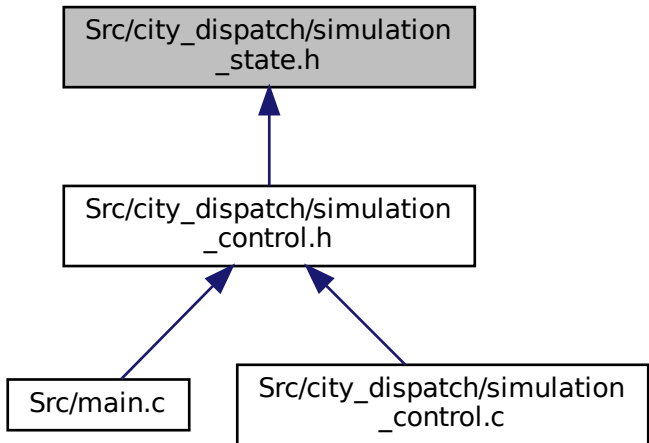 Src/city_dispatch/simulation
_state.h
Src/city_dispatch/simulation
_control.h
Src/main.c
Src/city_dispatch/simulation
_control.c